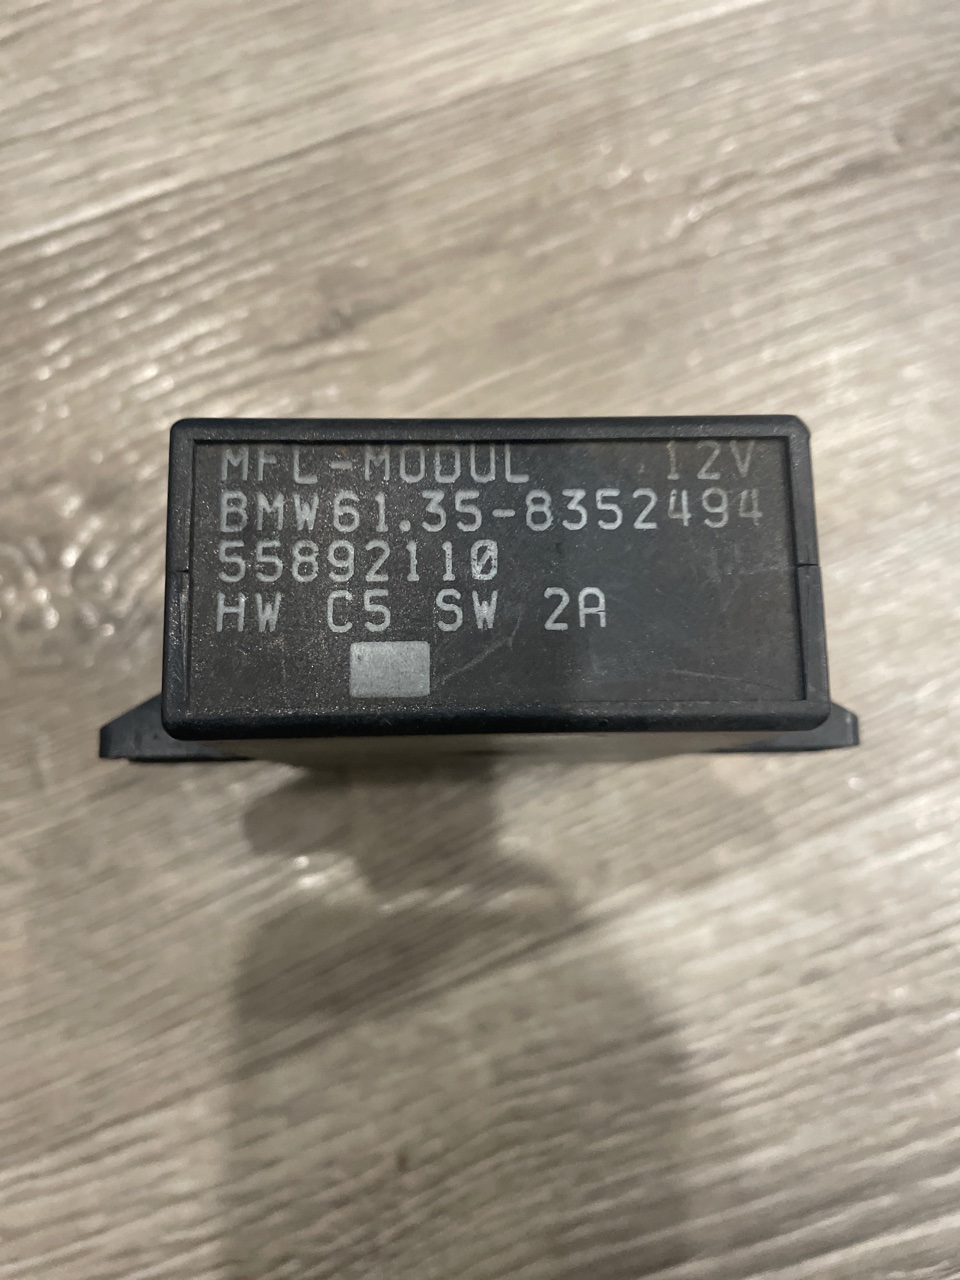 MFL-MODUL 12V
BMW61.35-8352494
55892110
HW C5 SW 2A